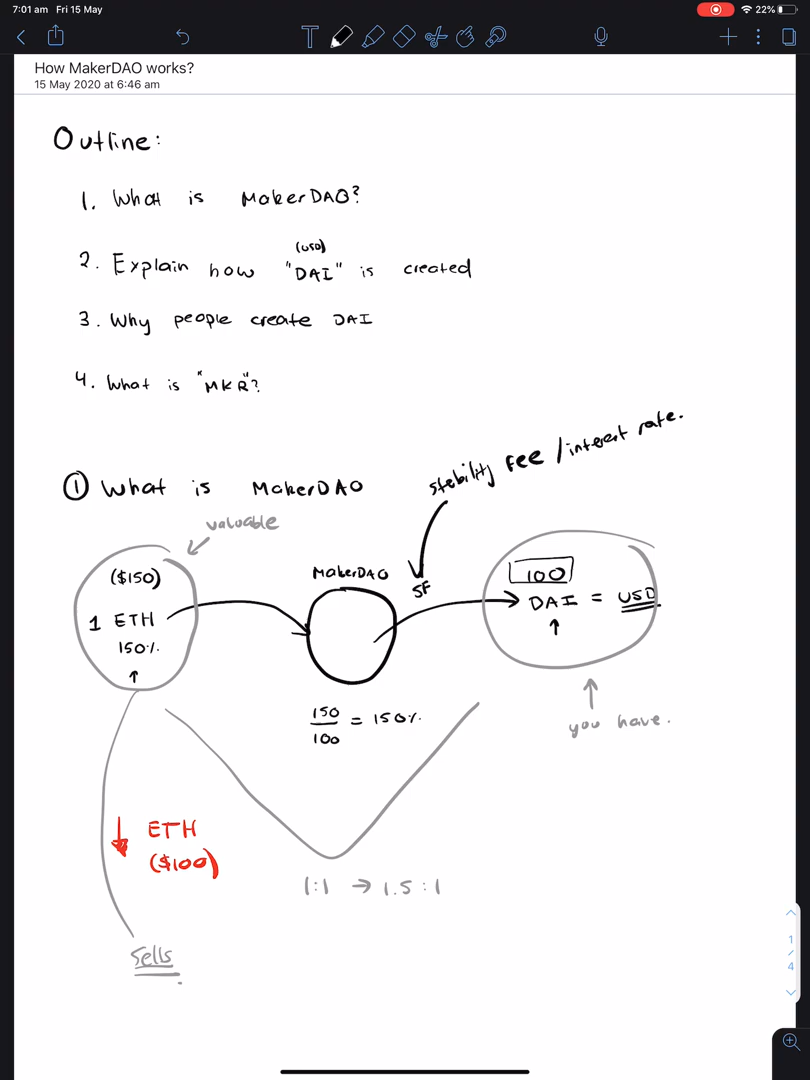 7:01 am Fri 15 May
22%
How MakerDAO works?
15 May 2020 at 6:46 am
Outline:
1. What is MakerDAO?
(USD)
2. Explain how "DAI" is created
3. Why people create DAI
4. What is "MKR"?
stebility FEE / interest rate.
① What is MakerDAO
valuable
($150)
1 ETH
150%
MakerDAO
SF
100
DAI = USD
150/100 = 150%
you have.
↓ ETH
($100)
1:1 → 1.5:1
Sells
1
/
4